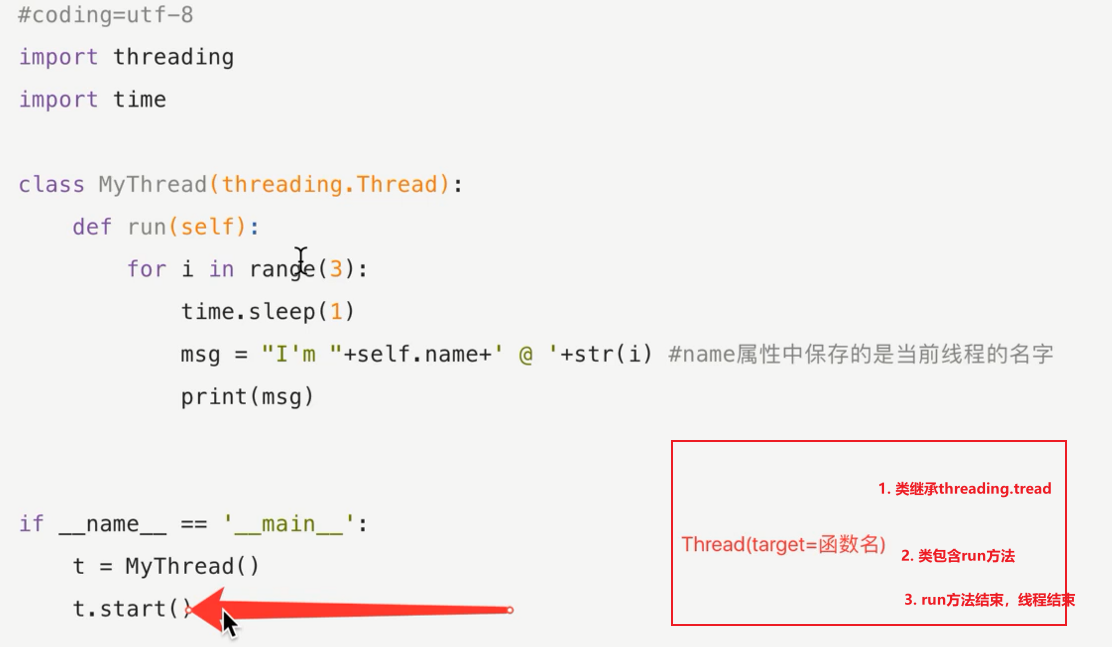 #coding=utf-8
import threading
import time
class MyThread(threading.Thread):
def run(self):
for i in range(3):
time.sleep(1)
msg = "I'm "+self.name+' @ '+str(i) #name属性中保存的是当前线程的名字
print(msg)
if __name__ == '__main__':
t = MyThread()
t.start()
Thread(target=函数名)
1. 类继承threading.tread
2. 类包含run方法
3. run方法结束，线程结束